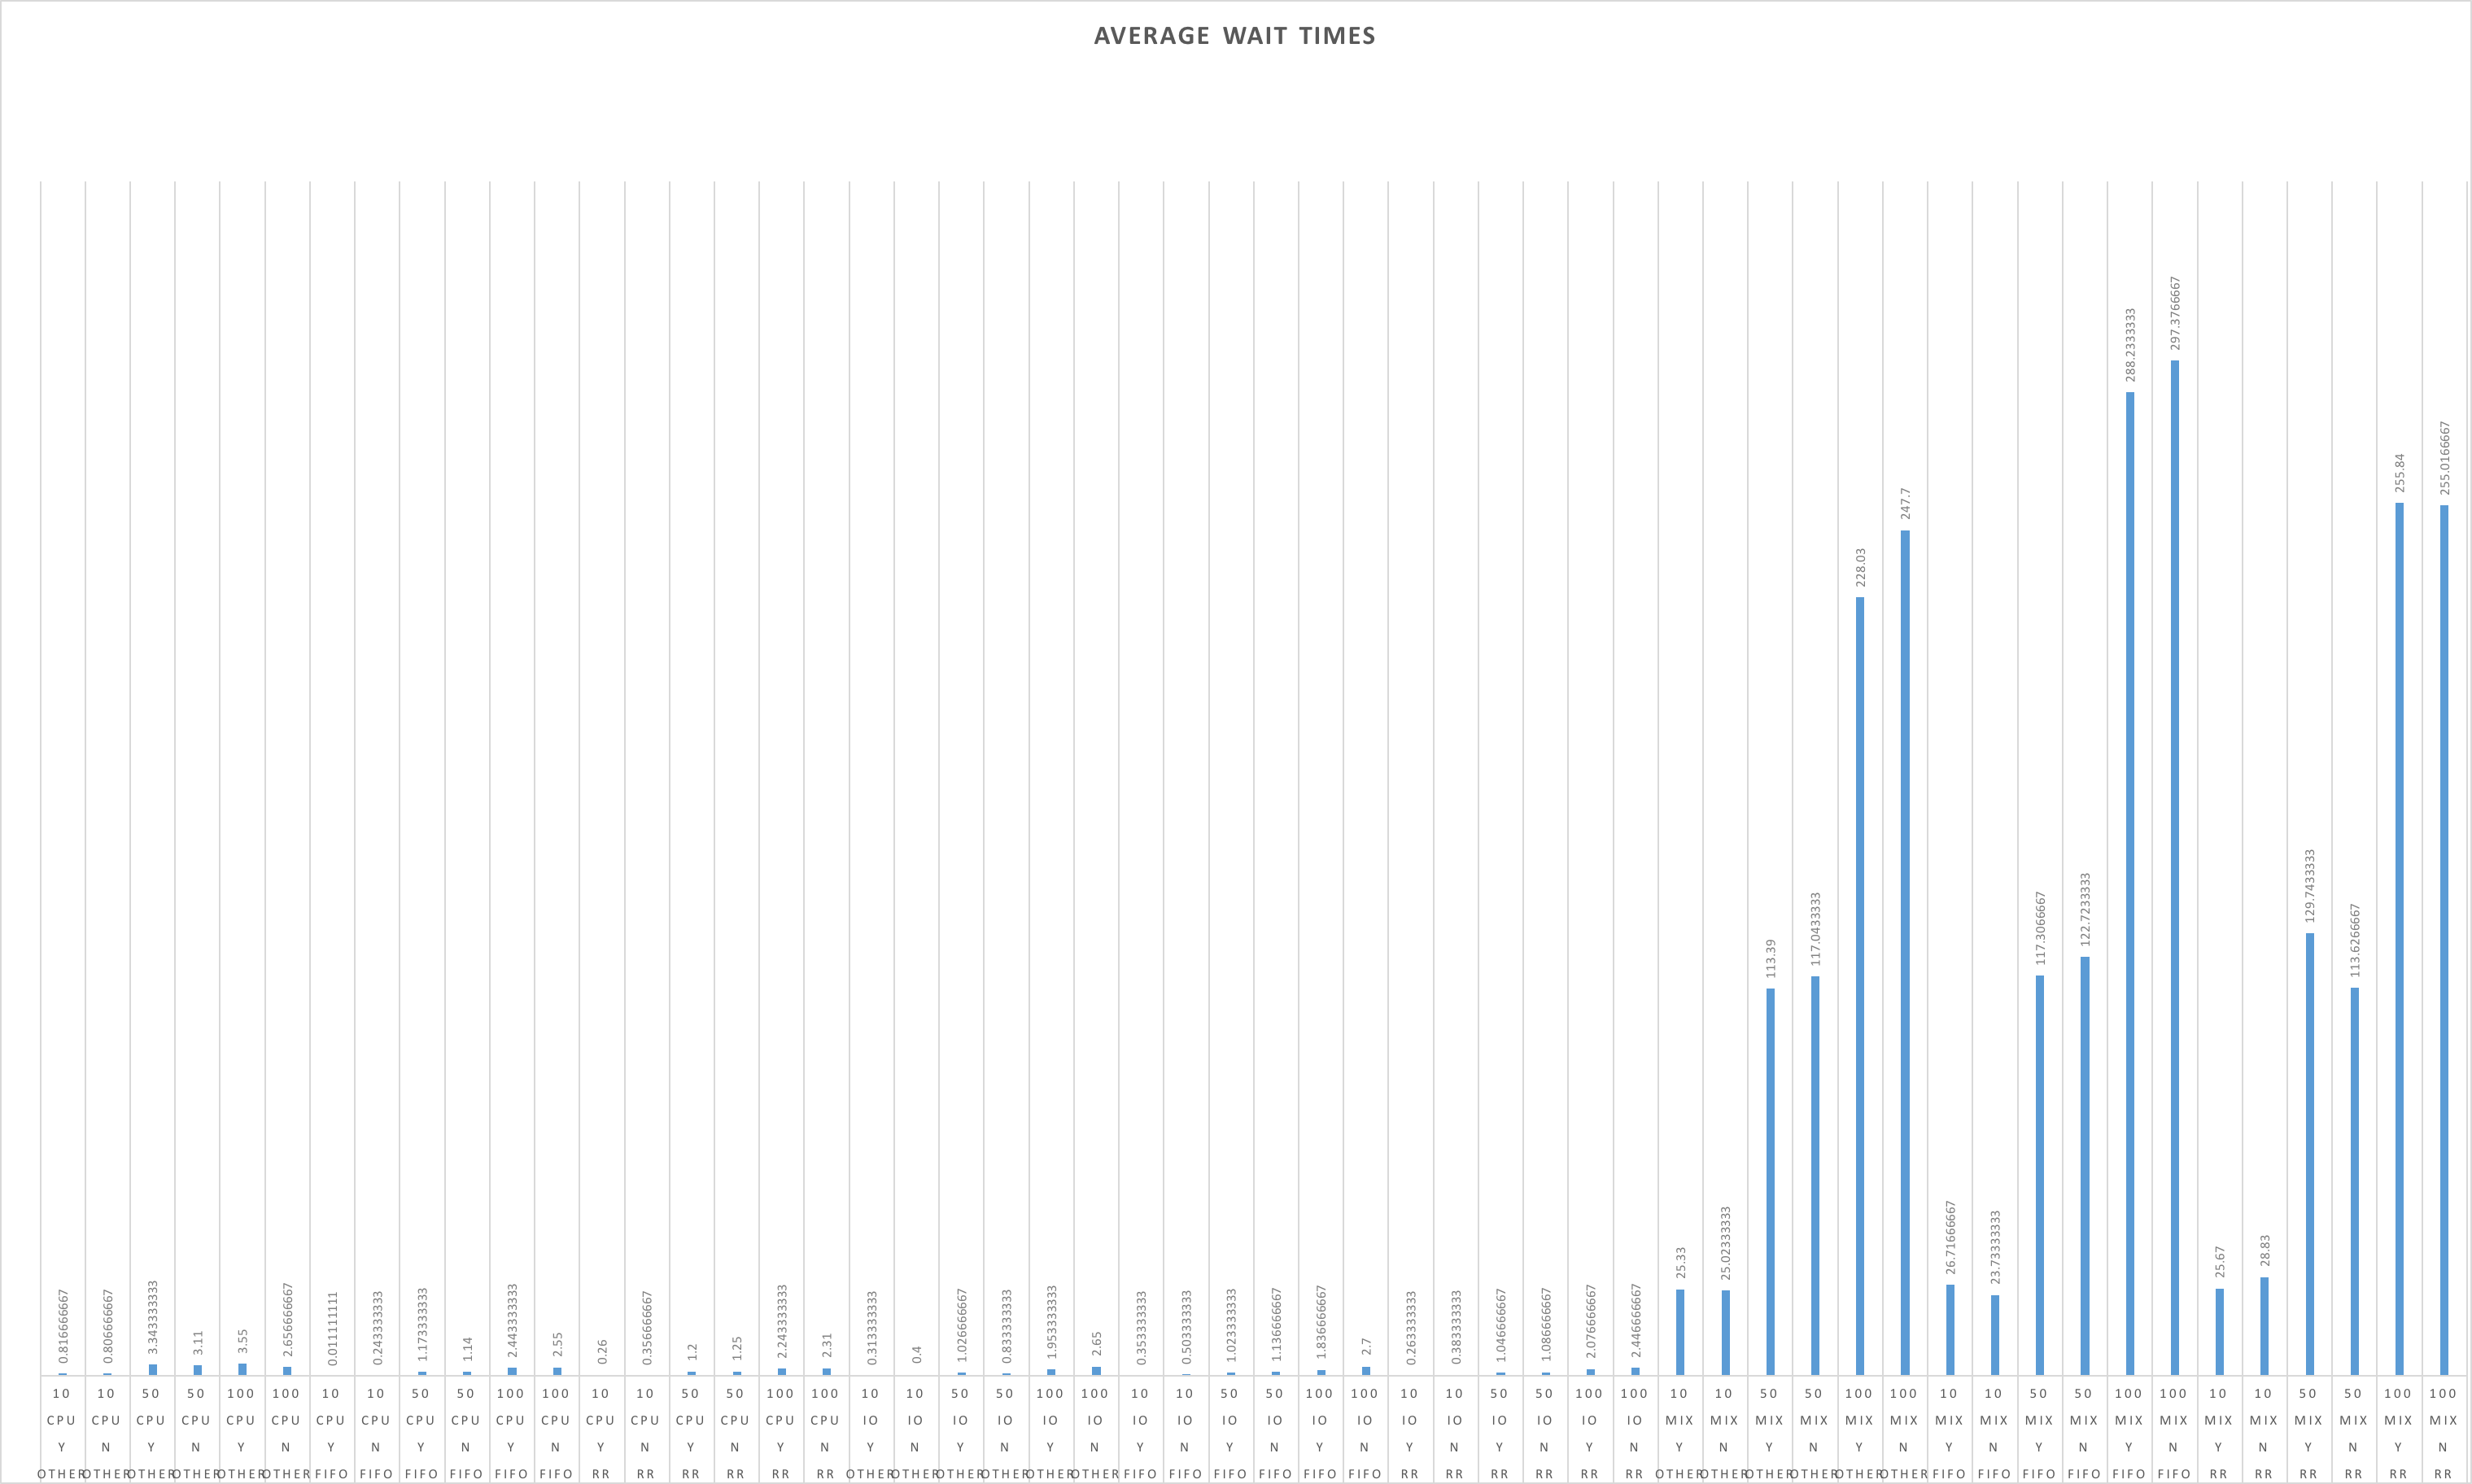 AVERAGE WAIT TIMES
0.816666667 0.806666667 3.343333333 3.11 3.55 2.656666667 0.011111111 0.243333333 1.173333333 1.14 2.443333333 2.55 0.26 0.356666667 1.2 1.25 2.243333333 2.31 0.313333333 0.4 1.026666667 0.833333333 1.953333333 2.65 0.353333333 0.503333333 1.023333333 1.136666667 1.836666667 2.7 0.263333333 0.383333333 1.046666667 1.086666667 2.076666667 2.446666667 25.33 25.02333333 113.39 117.0433333 228.03 247.7 26.71666667 23.73333333 117.3066667 122.7233333 288.2333333 297.3766667 25.67 28.83 129.7433333 113.6266667 255.84 255.0166667
10 10 50 50 100 100 10 10 50 50 100 100 10 10 50 50 100 100 10 10 50 50 100 100 10 10 50 50 100 100 10 10 50 50 100 100 10 10 50 50 100 100 10 10 50 50 100 100 10 10 50 50 100 100
CPU CPU CPU CPU CPU CPU CPU CPU CPU CPU CPU CPU CPU CPU CPU CPU CPU CPU IO IO IO IO IO IO IO IO IO IO IO IO IO IO IO IO IO IO MIX MIX MIX MIX MIX MIX MIX MIX MIX MIX MIX MIX MIX MIX MIX MIX MIX MIX
Y N Y N Y N Y N Y N Y N Y N Y N Y N Y N Y N Y N Y N Y N Y N Y N Y N Y N Y N Y N Y N Y N Y N Y N Y N Y N Y N
OTHER OTHER OTHER OTHER OTHER OTHER FIFO FIFO FIFO FIFO FIFO FIFO RR RR RR RR RR RR OTHER OTHER OTHER OTHER OTHER OTHER FIFO FIFO FIFO FIFO FIFO FIFO RR RR RR RR RR RR OTHER OTHER OTHER OTHER OTHER OTHER FIFO FIFO FIFO FIFO FIFO FIFO RR RR RR RR RR RR